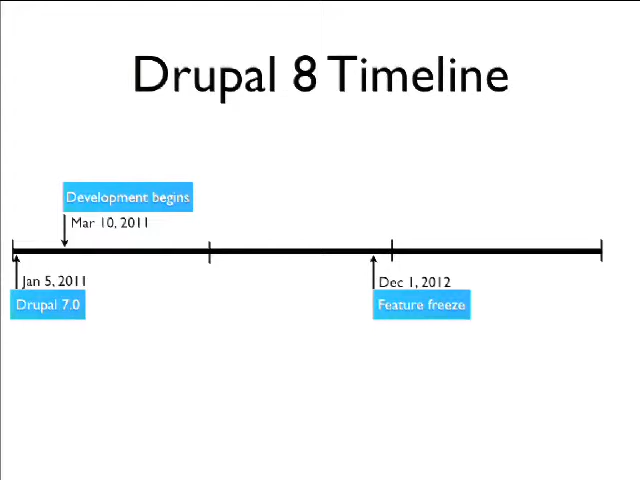 Drupal 8 Timeline
Development begins
Mar 10, 2011
Jan 5, 2011
Drupal 7.0
Dec 1, 2012
Feature freeze